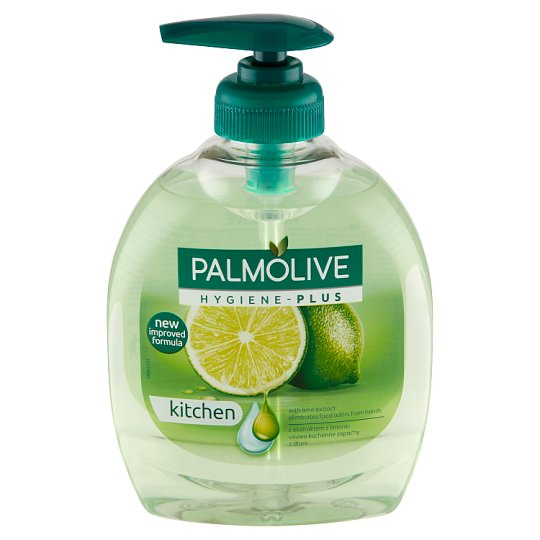 PALMOLIVE
HYGIENE-PLUS
new
improved
formula
kitchen
with lime extract
eliminates food odors from hands
z ekstraktem z limonki
usuwa kuchenne zapachy
z dłoni